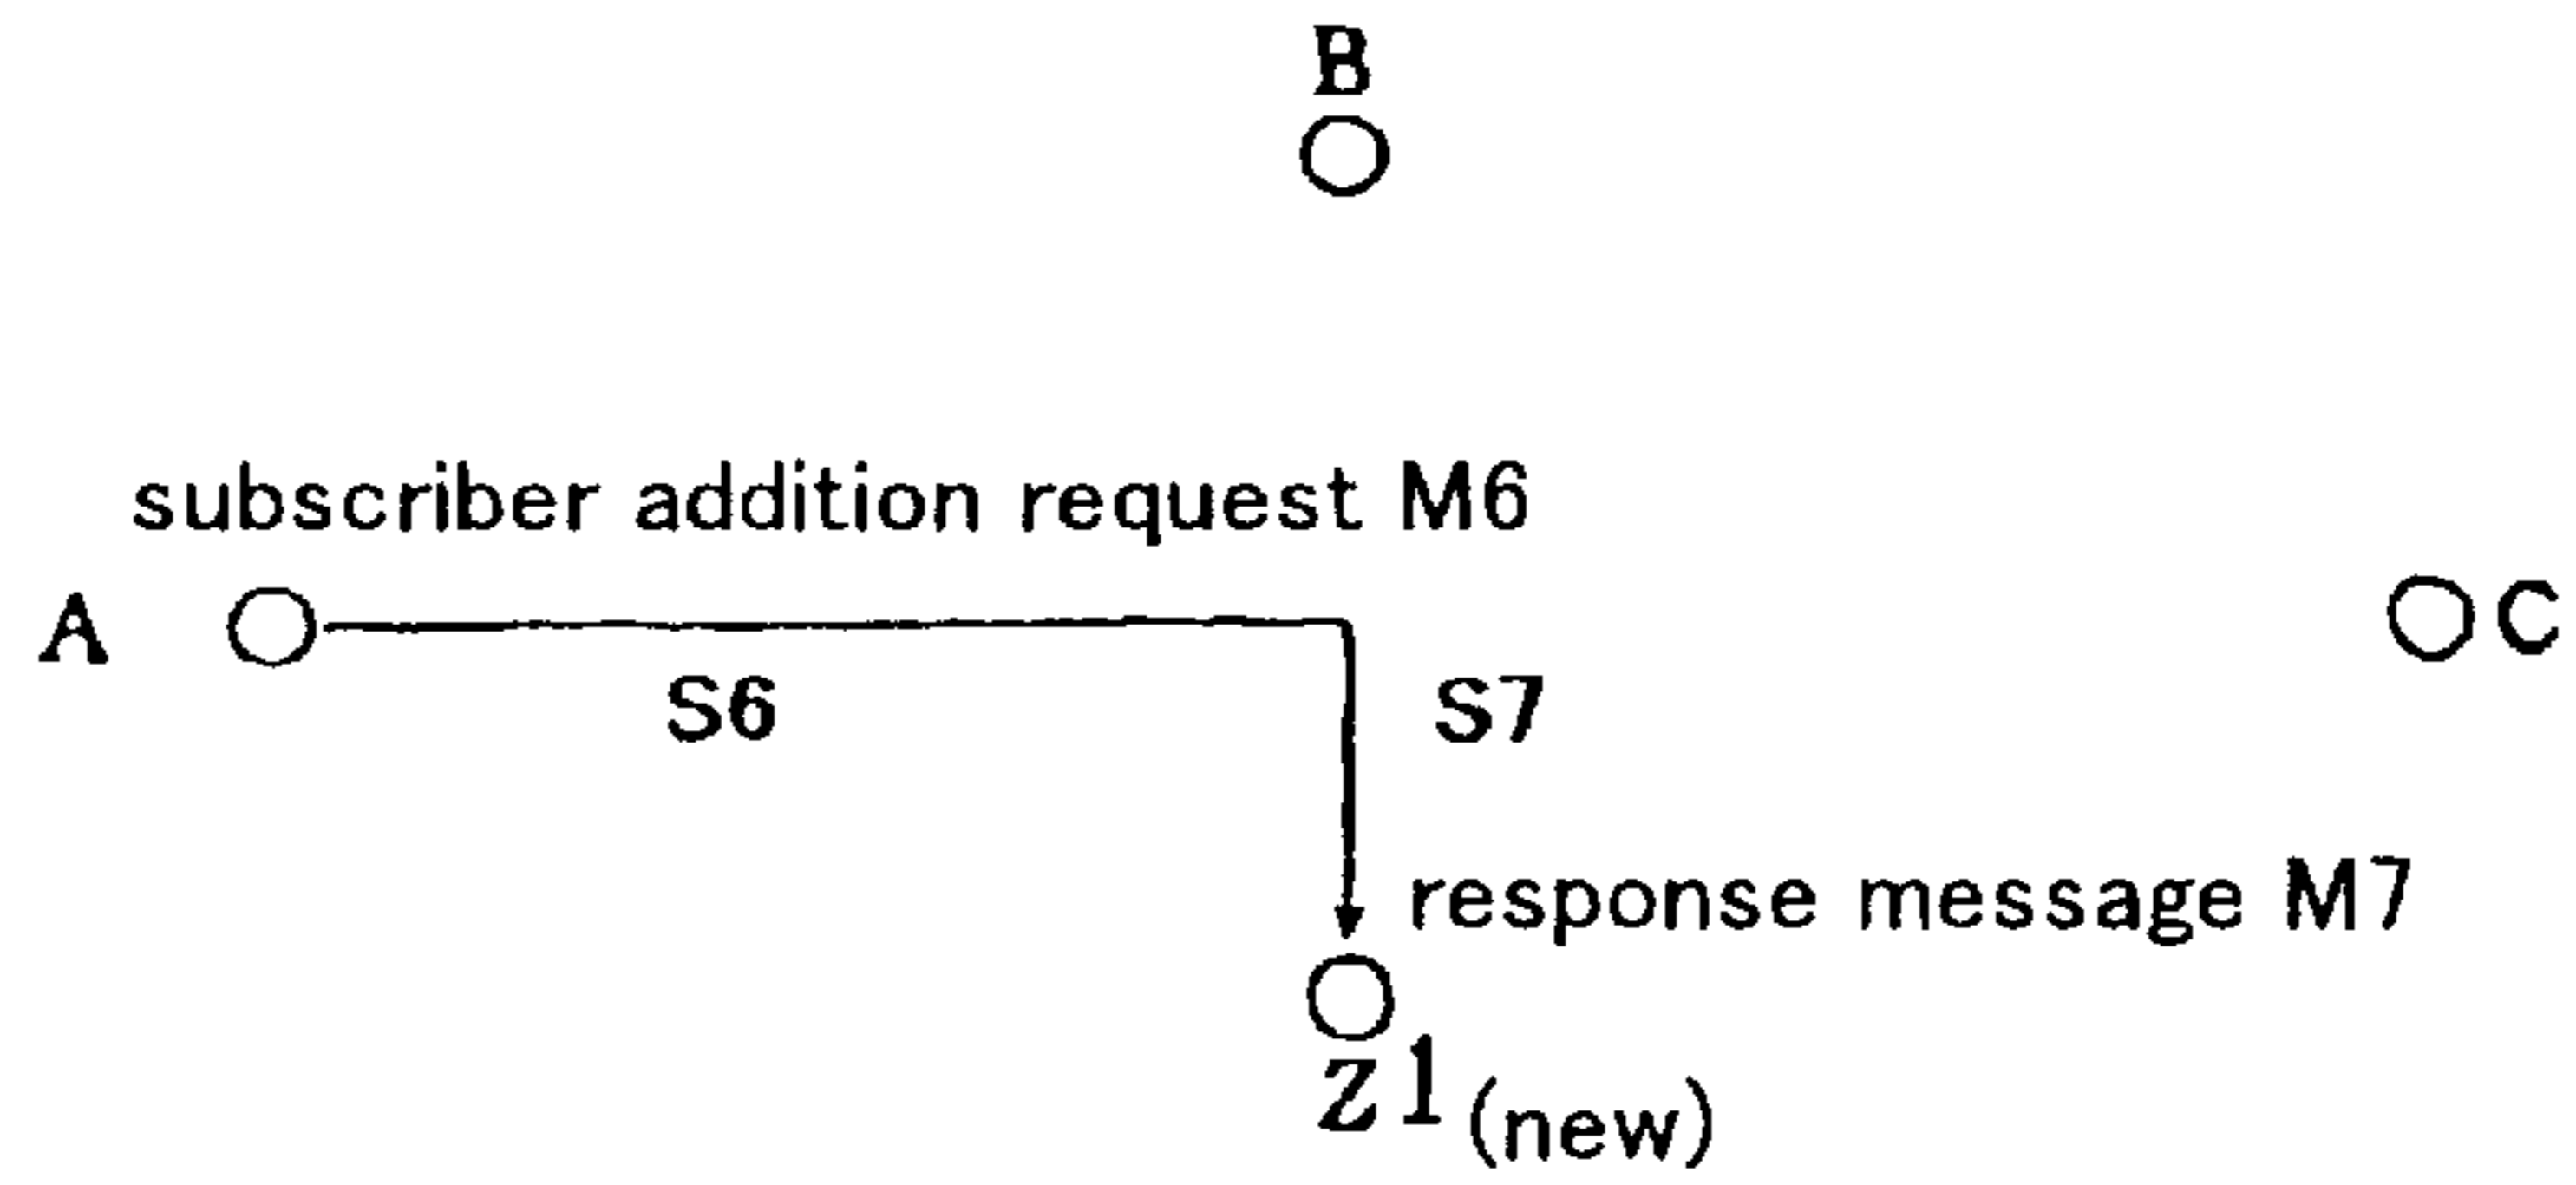 B
subscriber addition request M6
A
C
S6
S7
response message M7
Z1 (new)